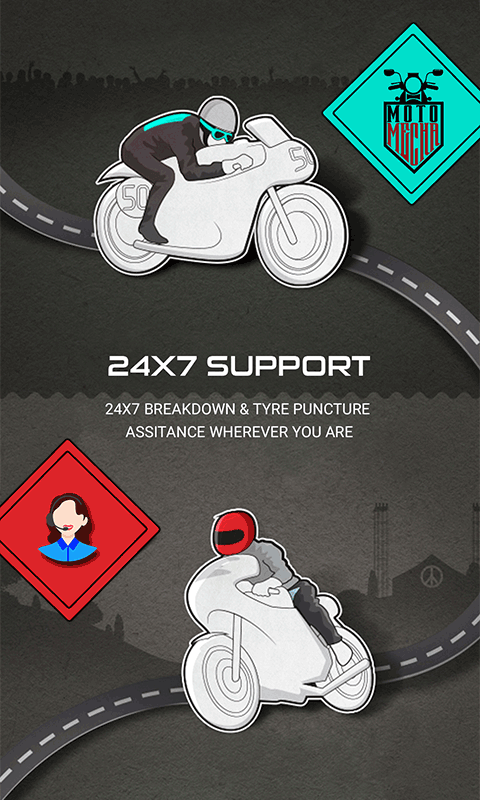 MOTO
MECHA
50
50
24X7 SUPPORT
24X7 BREAKDOWN & TYRE PUNCTURE
ASSITANCE WHEREVER YOU ARE